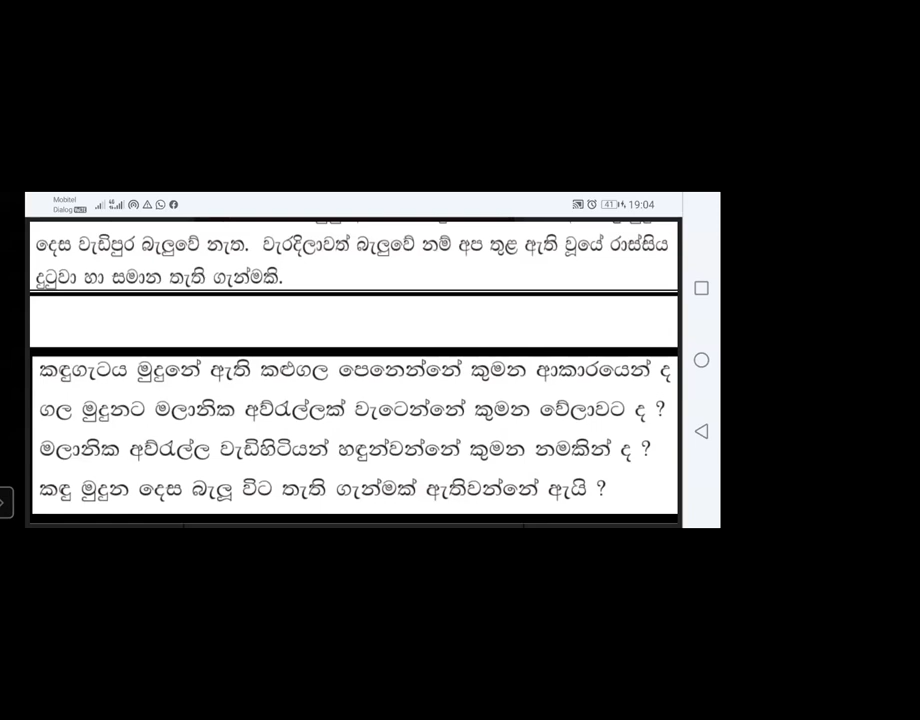 Mobitel
Dialog VoLTE 41 19:04
දෙස වැඩිපුර බැලුවේ නැත. වැරදිලාවත් බැලුවේ නම් අප තුළ ඇති වූයේ රාස්සිය
දුටුවා හා සමාන තැති ගැන්මකි.
කඳුගැටය මුදුනේ ඇති කළුගල පෙනෙන්නේ කුමන ආකාරයෙන් ද
ගල මුදුනට මලානික අව්රැල්ලක් වැටෙන්නේ කුමන වේලාවට ද ?
මලානික අව්රැල්ල වැඩිහිටියන් හඳුන්වන්නේ කුමන නමකින් ද ?
කඳු මුදුන දෙස බැලූ විට තැති ගැන්මක් ඇතිවන්නේ ඇයි ?